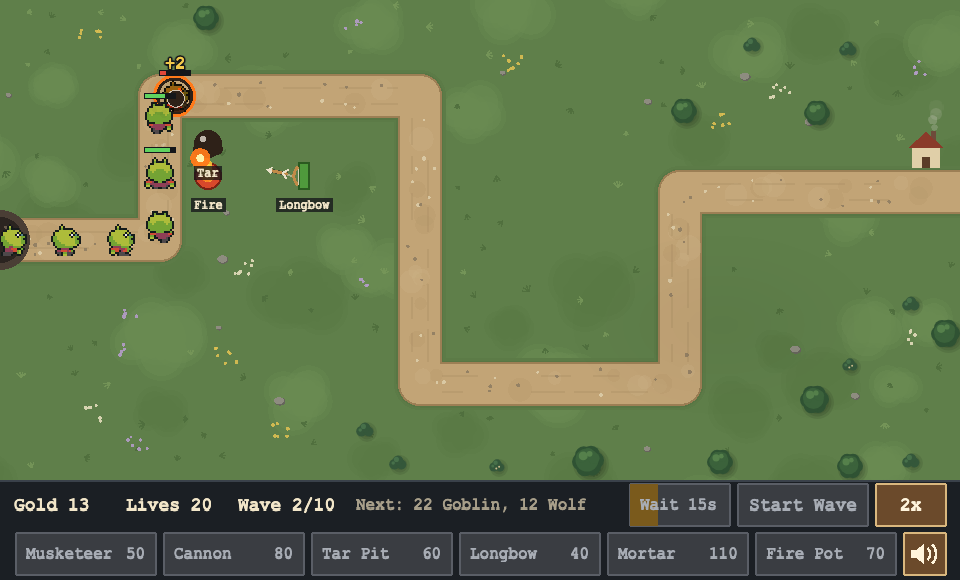 +2
Tar
Fire
Longbow
Gold 13 Lives 20 Wave 2/10 Next: 22 Goblin, 12 Wolf Wait 15s Start Wave 2x
Musketeer 50 Cannon 80 Tar Pit 60 Longbow 40 Mortar 110 Fire Pot 70